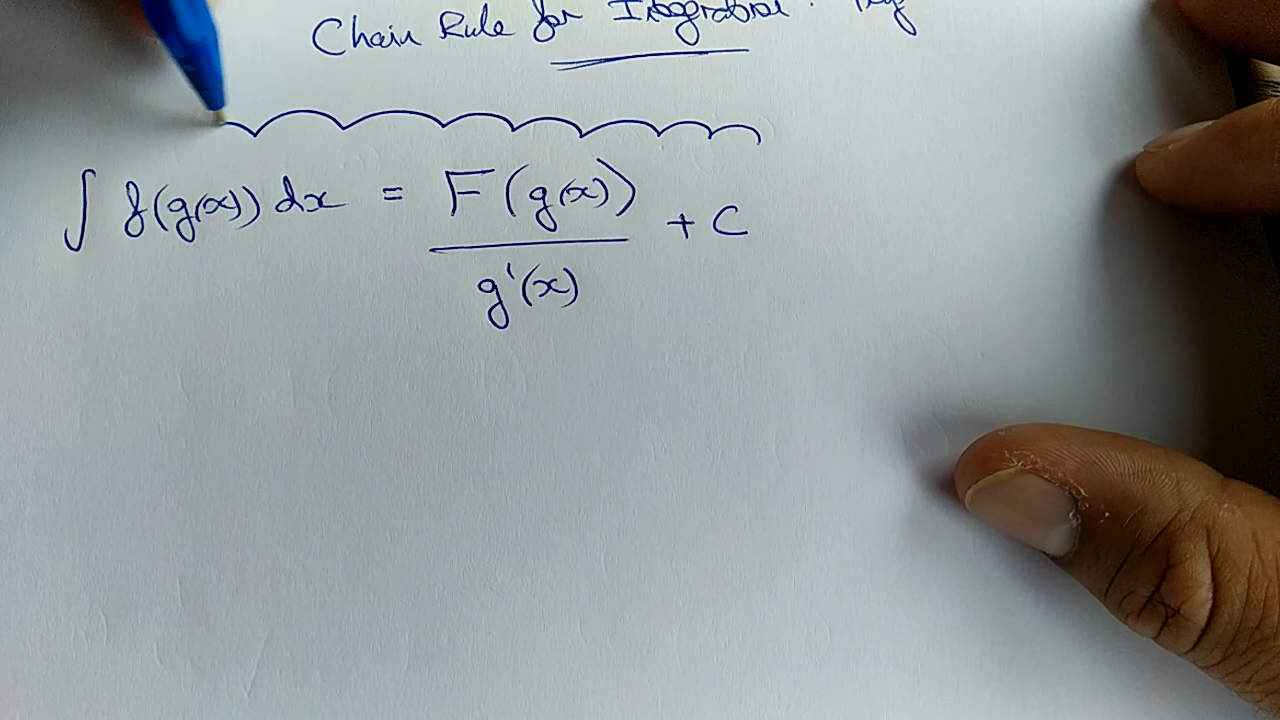 Chain Rule for Integration :
∫ f(g(x)) dx = F(g(x)) / g'(x) + C